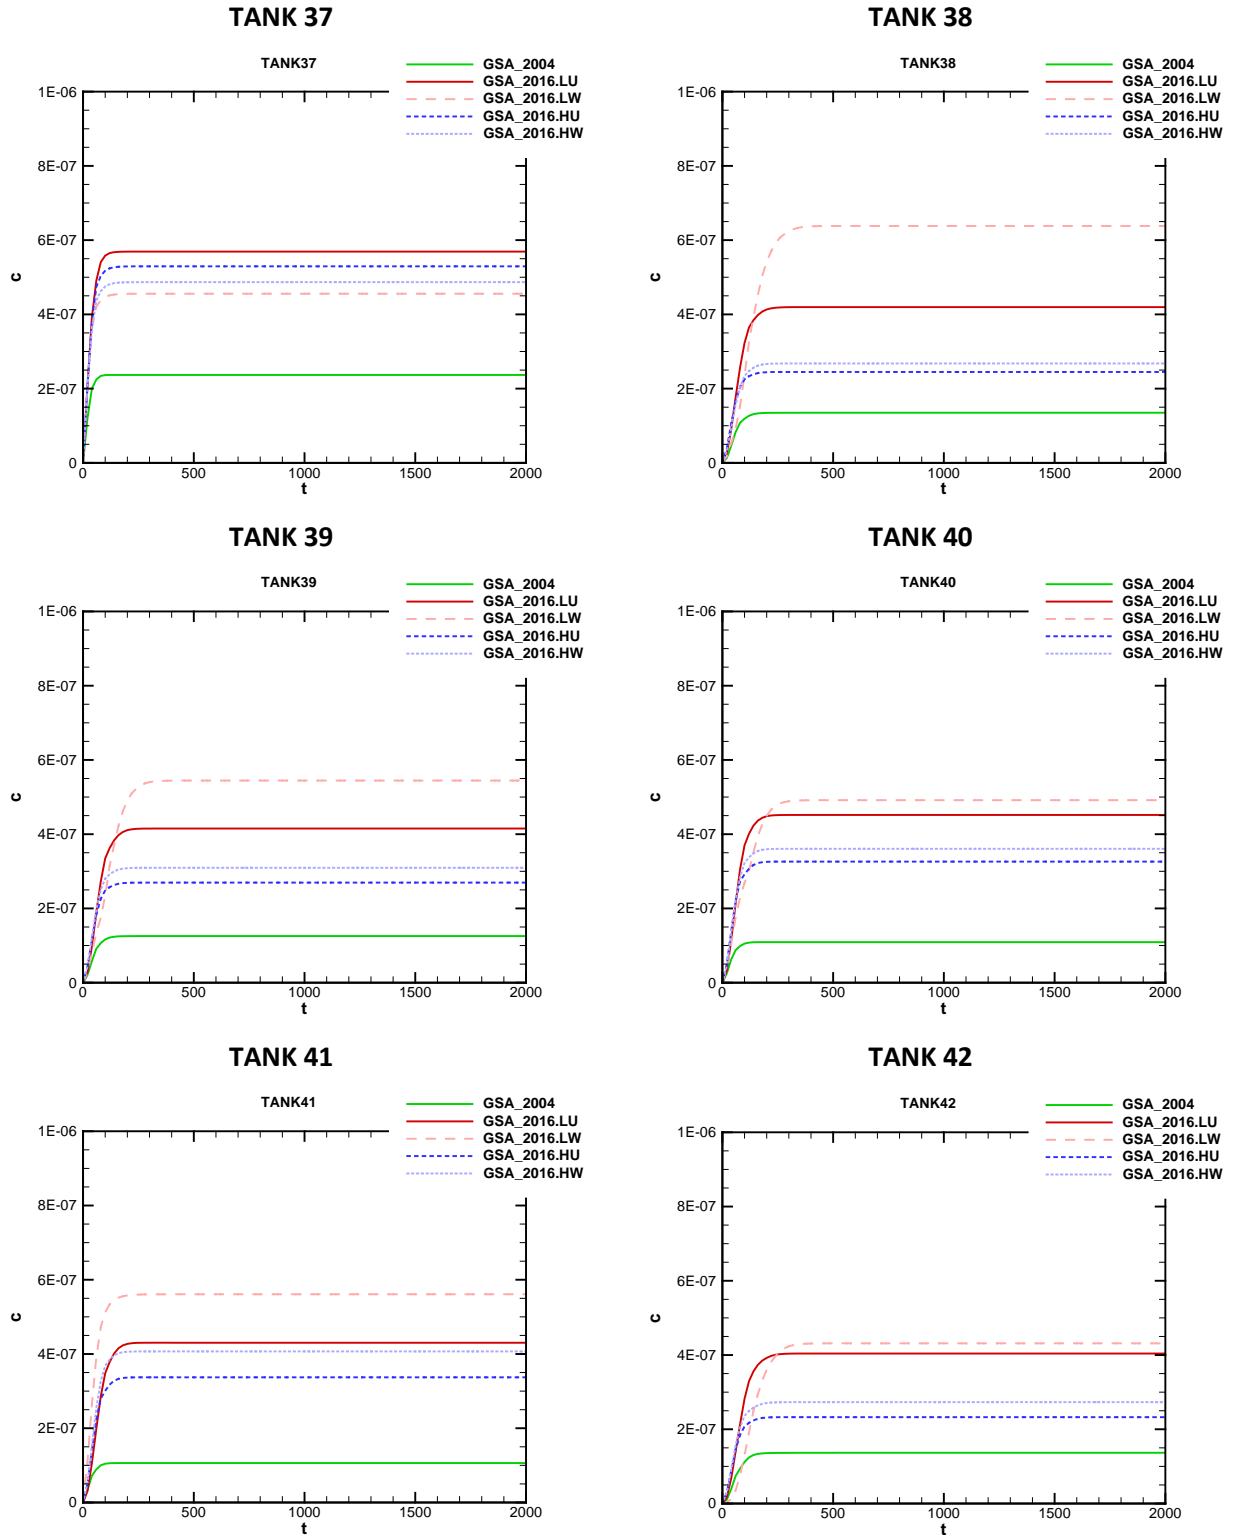 TANK 37
TANK37
GSA_2004
GSA_2016.LU
GSA_2016.LW
GSA_2016.HU
GSA_2016.HW
1E-06
8E-07
6E-07
4E-07
2E-07
0
c
0 500 1000 1500 2000
t
TANK 38
TANK38
GSA_2004
GSA_2016.LU
GSA_2016.LW
GSA_2016.HU
GSA_2016.HW
1E-06
8E-07
6E-07
4E-07
2E-07
0
c
0 500 1000 1500 2000
t
TANK 39
TANK39
GSA_2004
GSA_2016.LU
GSA_2016.LW
GSA_2016.HU
GSA_2016.HW
1E-06
8E-07
6E-07
4E-07
2E-07
0
c
0 500 1000 1500 2000
t
TANK 40
TANK40
GSA_2004
GSA_2016.LU
GSA_2016.LW
GSA_2016.HU
GSA_2016.HW
1E-06
8E-07
6E-07
4E-07
2E-07
0
c
0 500 1000 1500 2000
t
TANK 41
TANK41
GSA_2004
GSA_2016.LU
GSA_2016.LW
GSA_2016.HU
GSA_2016.HW
1E-06
8E-07
6E-07
4E-07
2E-07
0
c
0 500 1000 1500 2000
t
TANK 42
TANK42
GSA_2004
GSA_2016.LU
GSA_2016.LW
GSA_2016.HU
GSA_2016.HW
1E-06
8E-07
6E-07
4E-07
2E-07
0
c
0 500 1000 1500 2000
t